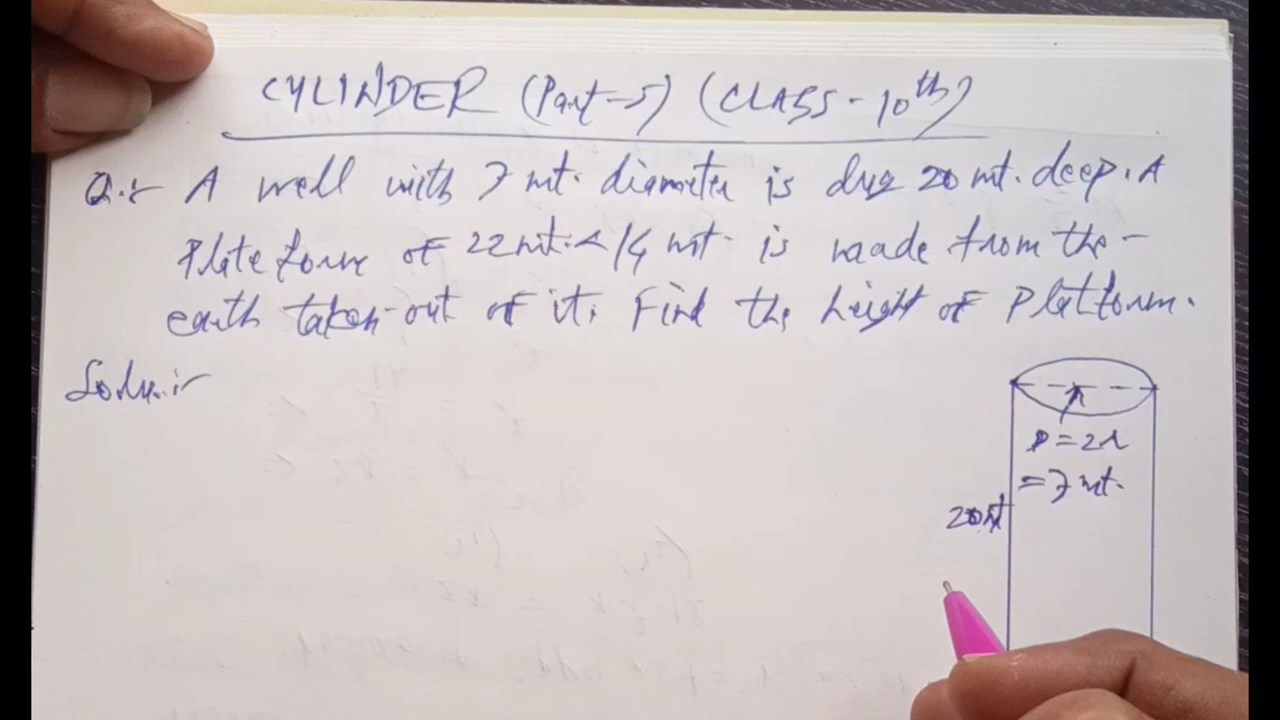 CYLINDER (Part-5) (CLASS-10th)
Q.:- A well with 7 mt. diameter is dug 20 mt. deep. A
Plateform of 22mt.×14 mt. is made from the-
earth taken-out of it. Find the height of Platform.
Soln.:-
r
D=2r
=7 mt.
20mt